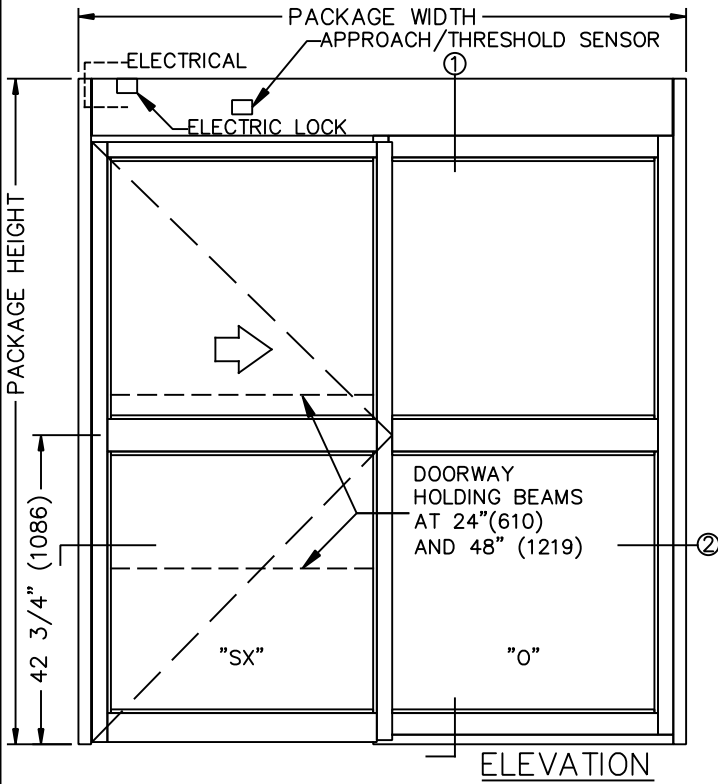 PACKAGE WIDTH
APPROACH/THRESHOLD SENSOR
ELECTRICAL
1
ELECTRIC LOCK
PACKAGE HEIGHT
DOORWAY
HOLDING BEAMS
AT 24"(610)
AND 48" (1219)
2
42 3/4" (1086)
"SX"
"O"
ELEVATION